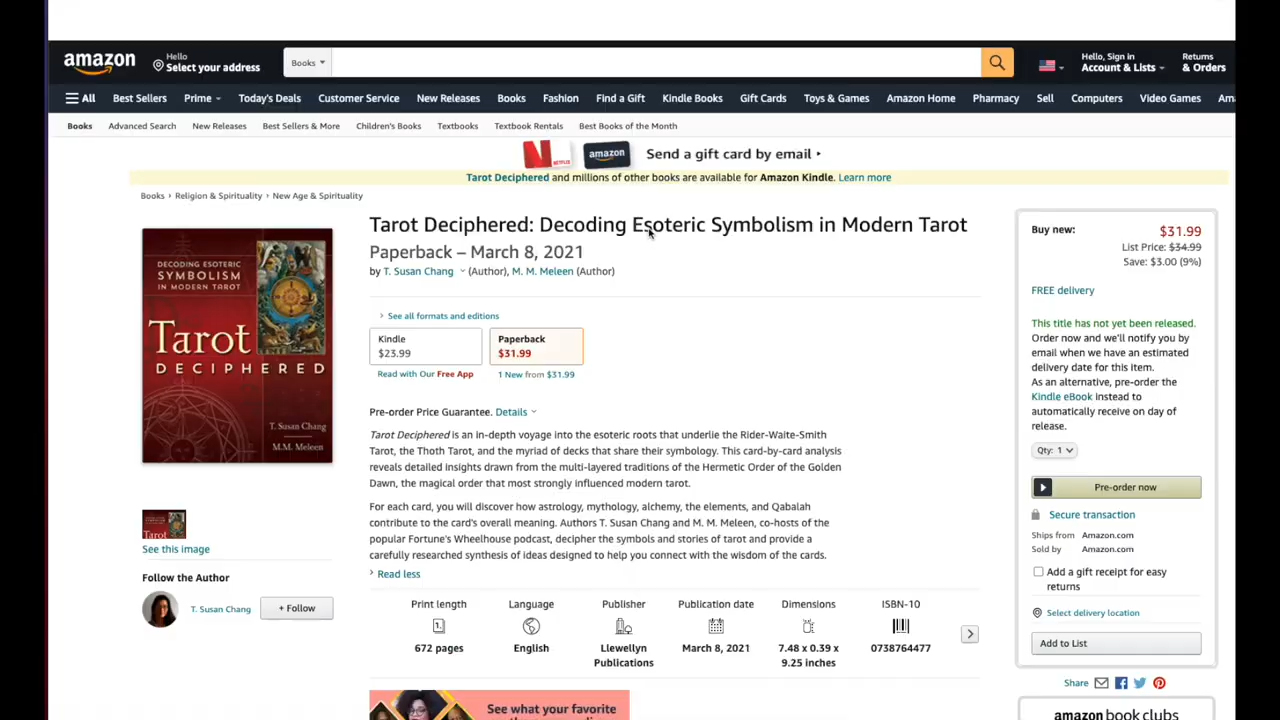 amazon
Hello
Select your address
Books
Hello, Sign in
Account & Lists
Returns
& Orders
All
Best Sellers
Prime
Today's Deals
Customer Service
New Releases
Books
Fashion
Find a Gift
Kindle Books
Gift Cards
Toys & Games
Amazon Home
Pharmacy
Sell
Computers
Video Games
Am
Books
Advanced Search
New Releases
Best Sellers & More
Children's Books
Textbooks
Textbook Rentals
Best Books of the Month
N
NETFLIX
amazon
Send a gift card by email
Tarot Deciphered and millions of other books are available for Amazon Kindle. Learn more
Books › Religion & Spirituality › New Age & Spirituality
DECODING ESOTERIC
SYMBOLISM
IN MODERN TAROT
Tarot
DECIPHERED
T. Susan Chang
M.M. Meleen
Tarot
See this image
Follow the Author
T. Susan Chang
+ Follow
Tarot Deciphered: Decoding Esoteric Symbolism in Modern Tarot
Paperback – March 8, 2021
by T. Susan Chang (Author), M. M. Meleen (Author)
› See all formats and editions
Kindle
$23.99
Paperback
$31.99
Read with Our Free App
1 New from $31.99
Pre-order Price Guarantee. Details
Tarot Deciphered is an in-depth voyage into the esoteric roots that underlie the Rider-Waite-Smith
Tarot, the Thoth Tarot, and the myriad of decks that share their symbology. This card-by-card analysis
reveals detailed insights drawn from the multi-layered traditions of the Hermetic Order of the Golden
Dawn, the magical order that most strongly influenced modern tarot.
For each card, you will discover how astrology, mythology, alchemy, the elements, and Qabalah
contribute to the card's overall meaning. Authors T. Susan Chang and M. M. Meleen, co-hosts of the
popular Fortune's Wheelhouse podcast, decipher the symbols and stories of tarot and provide a
carefully researched synthesis of ideas designed to help you connect with the wisdom of the cards.
› Read less
Print length
672 pages
Language
English
Publisher
Llewellyn
Publications
Publication date
March 8, 2021
Dimensions
7.48 x 0.39 x
9.25 inches
ISBN-10
0738764477
See what your favorite
Buy new:
$31.99
List Price: $34.99
Save: $3.00 (9%)
FREE delivery
This title has not yet been released.
Order now and we'll notify you by
email when we have an estimated
delivery date for this item.
As an alternative, pre-order the
Kindle eBook instead to
automatically receive on day of
release.
Qty: 1
Pre-order now
Secure transaction
Ships from Amazon.com
Sold by Amazon.com
Add a gift receipt for easy
returns
Select delivery location
Add to List
Share
amazon book clubs